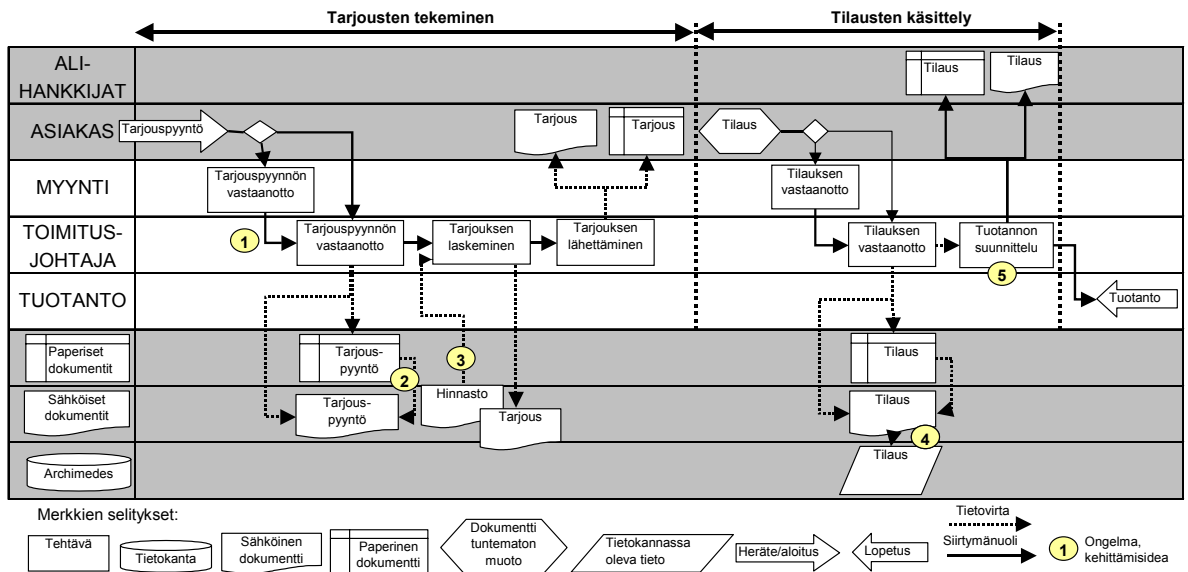 Tarjousten tekeminen
Tilausten käsittely
ALI-
HANKKIJAT
Tilaus
Tilaus
ASIAKAS
Tarjouspyyntö
Tarjous
Tarjous
Tilaus
MYYNTI
Tarjouspyynnön
vastaanotto
Tilauksen
vastaanotto
TOIMITUS-
JOHTAJA
1
Tarjouspyynnön
vastaanotto
Tarjouksen
laskeminen
Tarjouksen
lähettäminen
Tilauksen
vastaanotto
Tuotannon
suunnittelu
5
TUOTANTO
Tuotanto
Paperiset
dokumentit
Tarjous-
pyyntö
2
3
Tilaus
Sähköiset
dokumentit
Tarjous-
pyyntö
Hinnasto
Tarjous
Tilaus
4
Archimedes
Tilaus
Merkkien selitykset:
Tehtävä
Tietokanta
Sähköinen
dokumentti
Paperinen
dokumentti
Dokumentti
tuntematon
muoto
Tietokannassa
oleva tieto
Heräte/aloitus
Lopetus
Tietovirta
Siirtymänuoli
1
Ongelma,
kehittämisidea